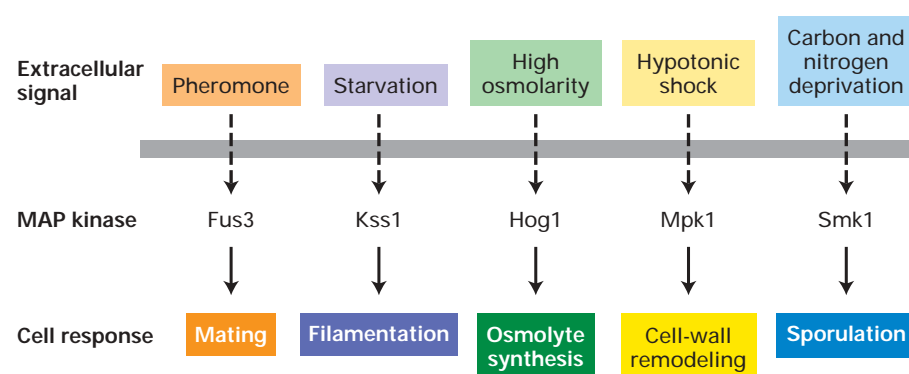 Extracellular
signal
Pheromone
Starvation
High
osmolarity
Hypotonic
shock
Carbon and
nitrogen
deprivation
MAP kinase
Fus3
Kss1
Hog1
Mpk1
Smk1
Cell response
Mating
Filamentation
Osmolyte
synthesis
Cell-wall
remodeling
Sporulation